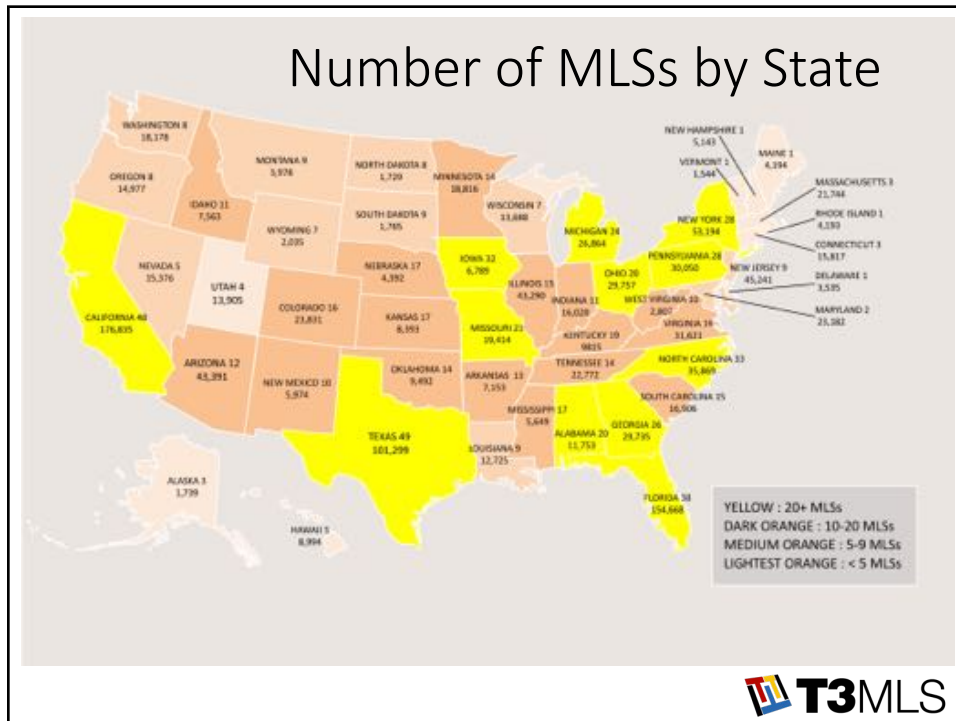 Number of MLSs by State
WASHINGTON 8
18,178
OREGON 8
14,977
IDAHO 11
7,563
MONTANA 9
5,976
NORTH DAKOTA 8
1,720
MINNESOTA 14
18,816
WISCONSIN 7
13,688
SOUTH DAKOTA 9
1,765
WYOMING 7
2,035
NEBRASKA 17
4,392
IOWA 32
6,789
MICHIGAN 24
26,864
NEW YORK 28
53,194
NEW HAMPSHIRE 1
5,143
VERMONT 1
1,544
MAINE 1
4,194
MASSACHUSETTS 3
21,744
RHODE ISLAND 1
CONNECTICUT 3
15,817
NEW JERSEY 9
45,241
DELAWARE 1
3,535
MARYLAND 2
23,182
PENNSYLVANIA 28
30,050
OHIO 20
29,757
ILLINOIS 15
43,290
INDIANA 11
16,028
WEST VIRGINIA 10
2,807
VIRGINIA
31,621
KENTUCKY 19
9815
NEVADA 5
15,376
UTAH 4
13,905
COLORADO 16
23,831
KANSAS 17
8,393
MISSOURI 21
19,414
CALIFORNIA
176,835
ARIZONA 12
43,391
NEW MEXICO 10
5,974
OKLAHOMA 14
9,492
ARKANSAS 13
7,153
TENNESSEE 14
22,772
NORTH CAROLINA 33
35,869
SOUTH CAROLINA 15
16,906
MISSISSIPPI 17
5,649
ALABAMA 20
11,753
GEORGIA 26
29,735
TEXAS 49
101,299
LOUISIANA 9
12,725
FLORIDA 38
154,668
ALASKA 3
1,739
HAWAII
8,994
YELLOW : 20+ MLSs
DARK ORANGE : 10-20 MLSs
MEDIUM ORANGE : 5-9 MLSs
LIGHTEST ORANGE : < 5 MLSs
T3MLS